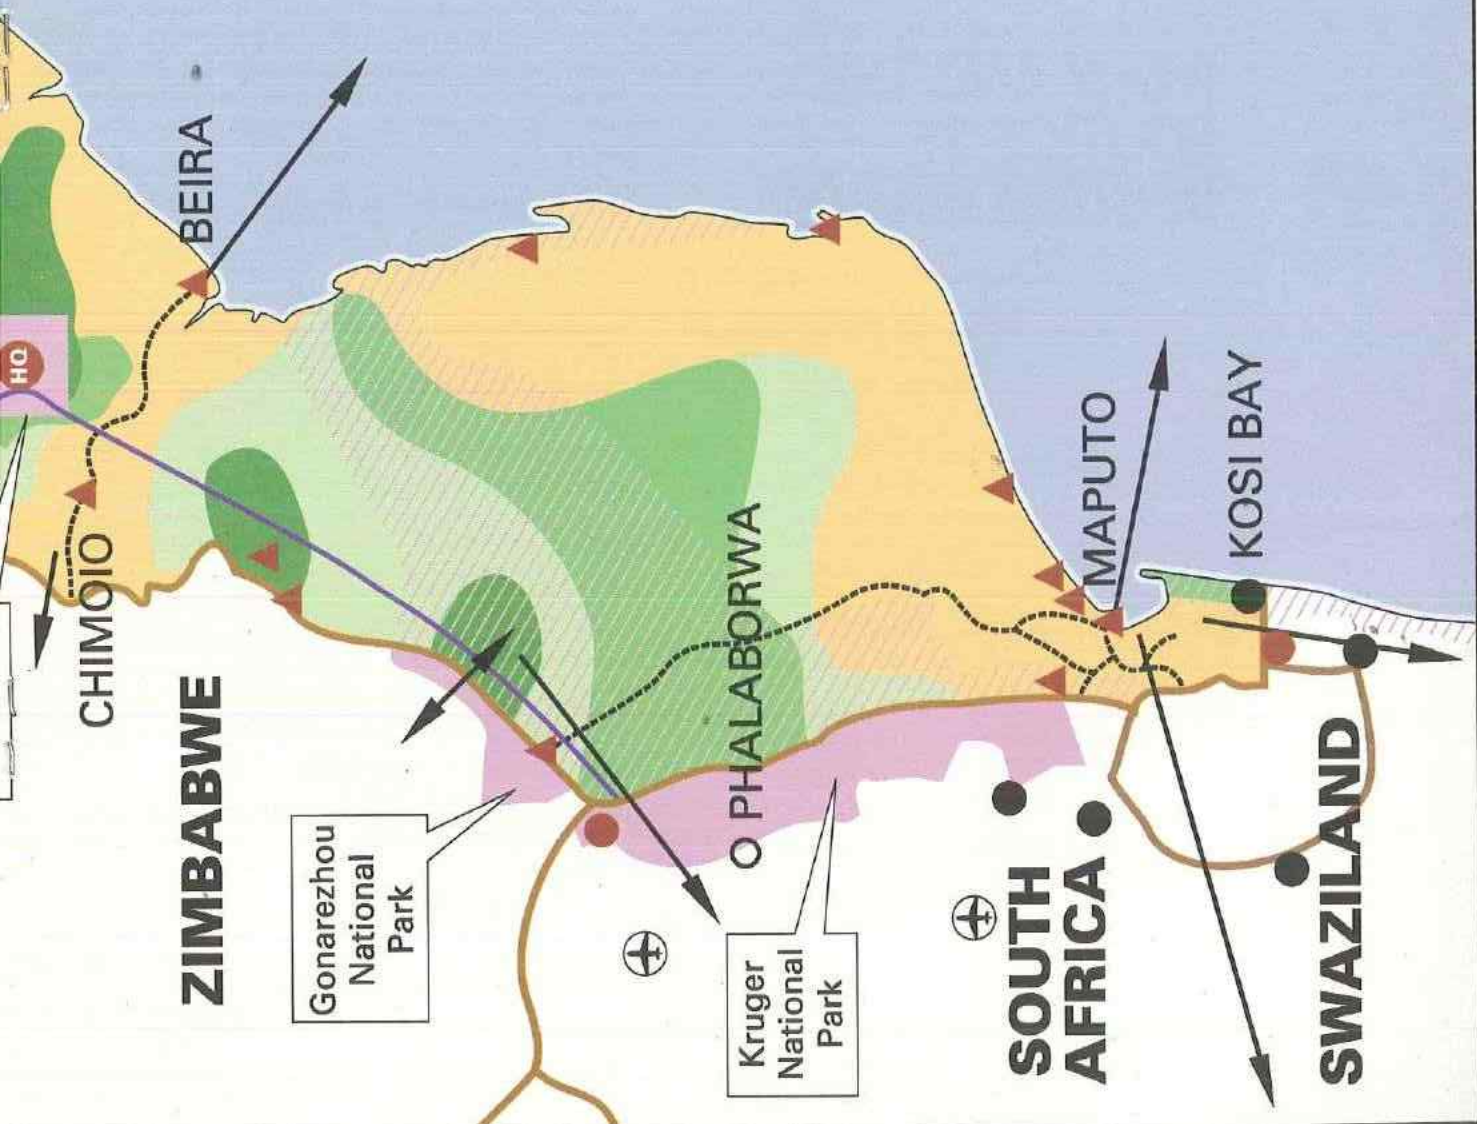 HQ
BEIRA
CHIMOIO
ZIMBABWE
Gonarezhou
National
Park
O PHALABORWA
Kruger
National
Park
MAPUTO
KOSI BAY
SOUTH
AFRICA
SWAZILAND